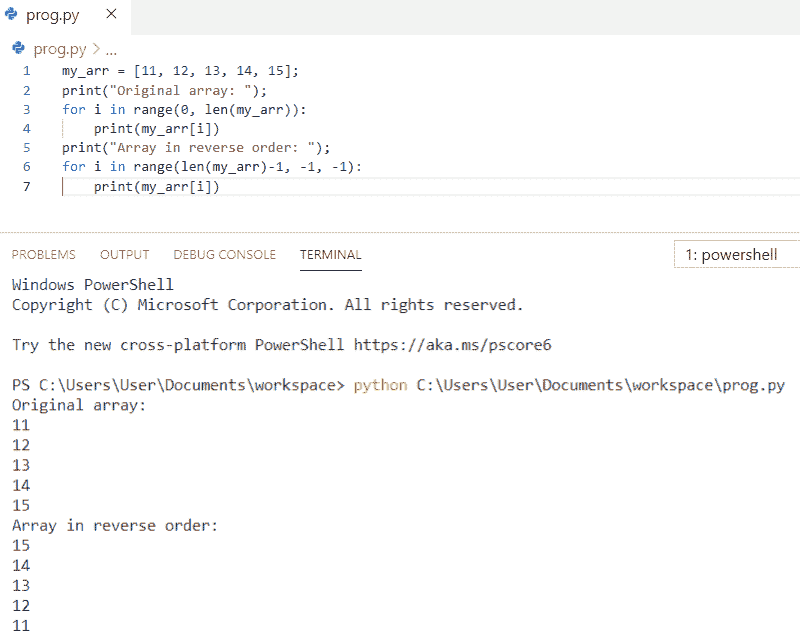 prog.py ×
prog.py > ...
1 my_arr = [11, 12, 13, 14, 15];
2 print("Original array: ");
3 for i in range(0, len(my_arr)):
4     print(my_arr[i])
5 print("Array in reverse order: ");
6 for i in range(len(my_arr)-1, -1, -1):
7     print(my_arr[i])
PROBLEMS OUTPUT DEBUG CONSOLE TERMINAL 1: powershell
Windows PowerShell
Copyright (C) Microsoft Corporation. All rights reserved.
Try the new cross-platform PowerShell https://aka.ms/pscore6
PS C:\Users\User\Documents\workspace> python C:\Users\User\Documents\workspace\prog.py
Original array:
11
12
13
14
15
Array in reverse order:
15
14
13
12
11